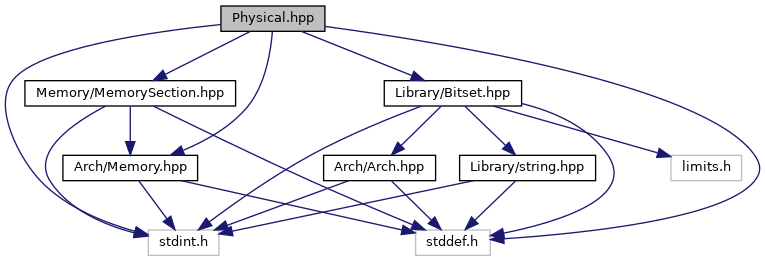 Physical.hpp
Memory/MemorySection.hpp
Library/Bitset.hpp
Arch/Memory.hpp
Arch/Arch.hpp
Library/string.hpp
limits.h
stdint.h
stddef.h